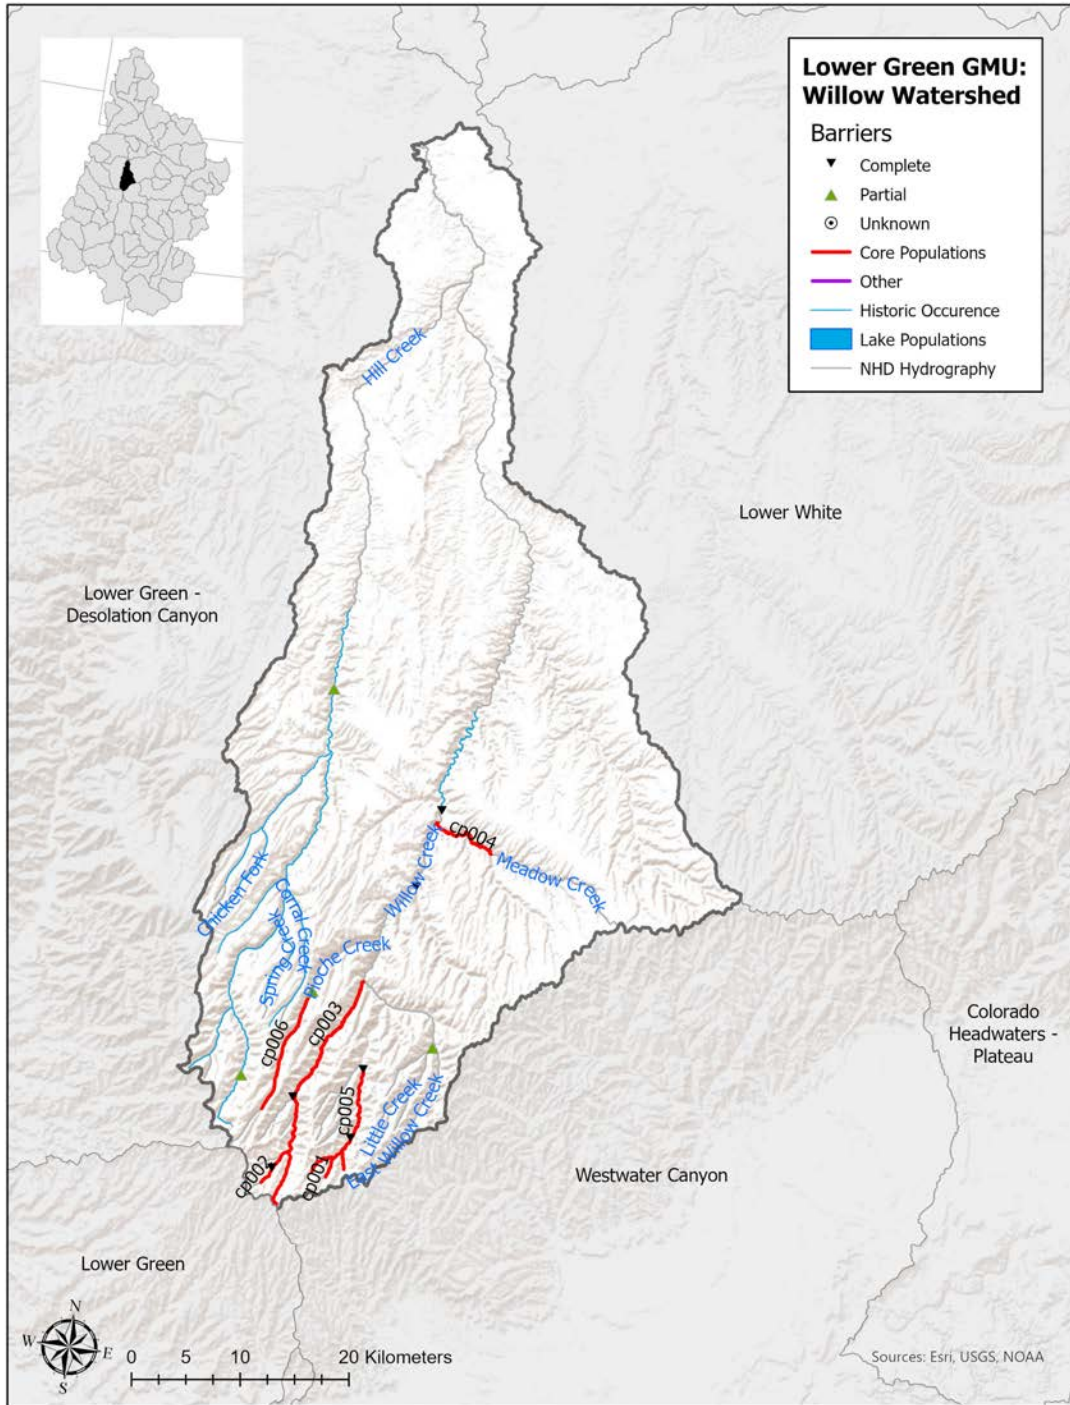 Lower Green GMU:
Willow Watershed
Barriers
Complete
Partial
Unknown
Core Populations
Other
Historic Occurence
Lake Populations
NHD Hydrography
Hill Creek
Lower White
Lower Green -
Desolation Canyon
cp004
Willow Creek
Meadow Creek
Chicken Fork
Corral Creek
Spring Creek
Pioche Creek
cp006
cp003
Colorado
Headwaters -
Plateau
cp005
Little Creek
East Willow Creek
cp002
cp001
Westwater Canyon
Lower Green
N
W
E
S
0 5 10 20 Kilometers
Sources: Esri, USGS, NOAA